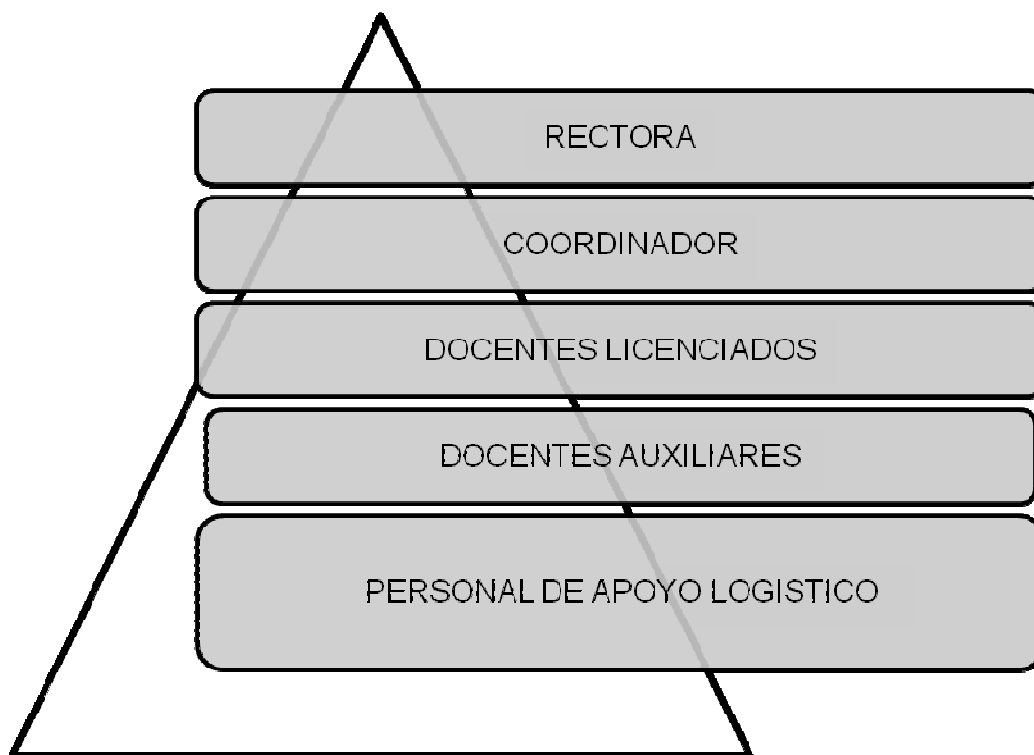 RECTORA
COORDINADOR
DOCENTES LICENCIADOS
DOCENTES AUXILIARES
PERSONAL DE APOYO LOGISTICO